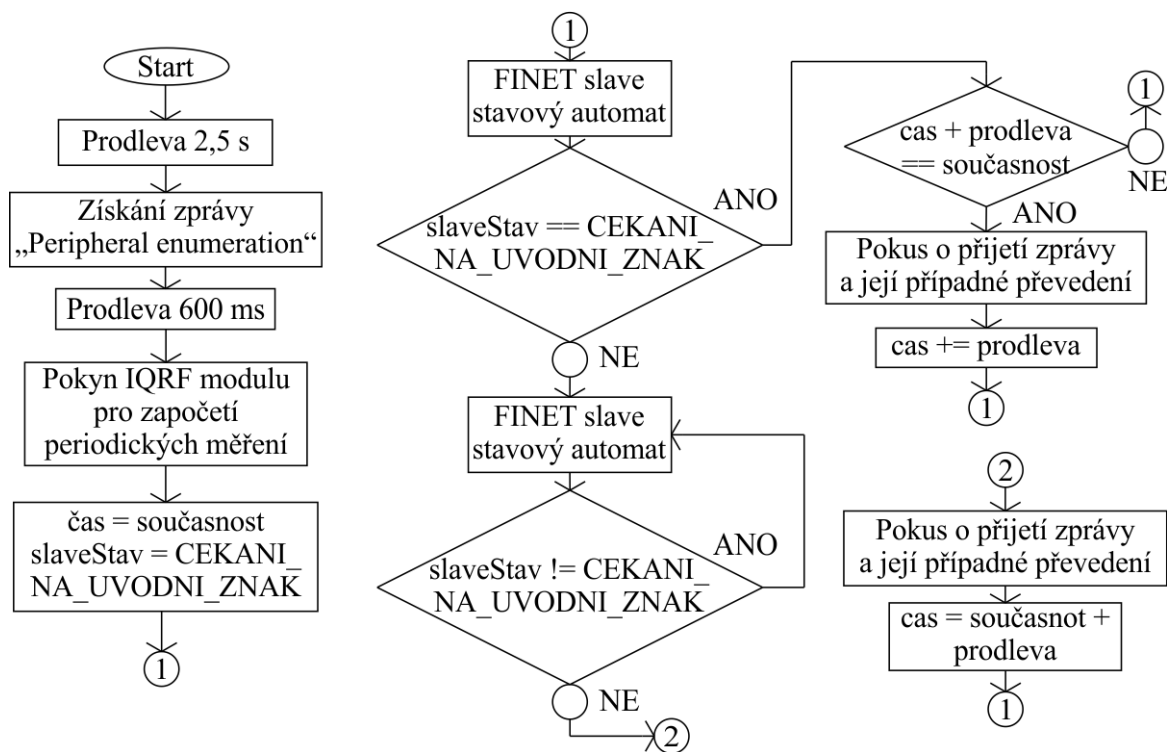 Start
Prodleva 2,5 s
Získání zprávy
„Peripheral enumeration“
Prodleva 600 ms
Pokyn IQRF modulu
pro započetí
periodických měření
čas = současnost
slaveStav = CEKANI_
NA_UVODNI_ZNAK
1
1
FINET slave
stavový automat
slaveStav == CEKANI_
NA_UVODNI_ZNAK
ANO
NE
FINET slave
stavový automat
slaveStav != CEKANI_
NA_UVODNI_ZNAK
ANO
NE
2
cas + prodleva
== současnost
1
NE
ANO
Pokus o přijetí zprávy
a její případné převedení
cas += prodleva
1
2
Pokus o přijetí zprávy
a její případné převedení
cas = současnot +
prodleva
1